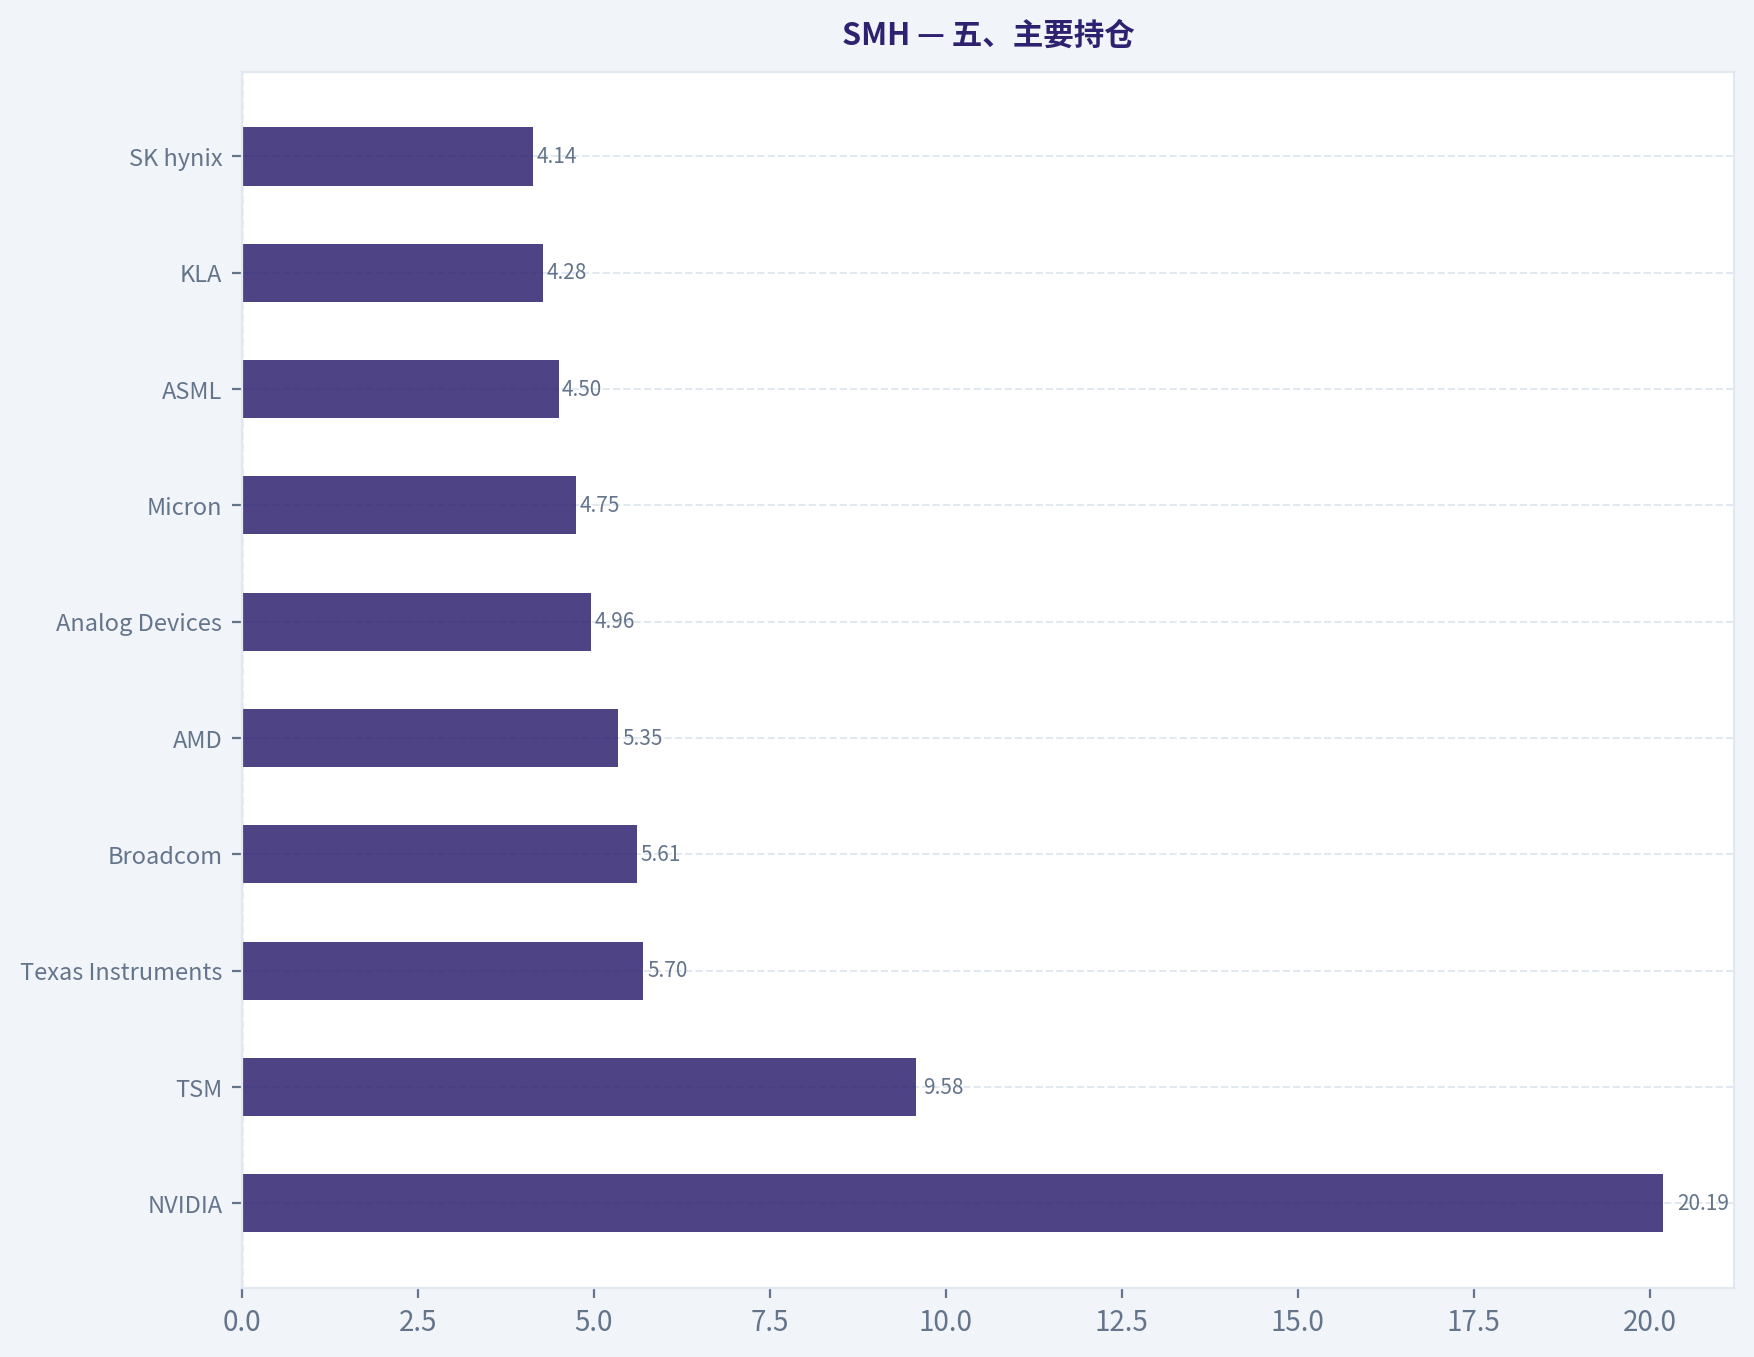 SMH — 五、主要持仓
SK hynix 4.14
KLA 4.28
ASML 4.50
Micron 4.75
Analog Devices 4.96
AMD 5.35
Broadcom 5.61
Texas Instruments 5.70
TSM 9.58
NVIDIA 20.19
0.0 2.5 5.0 7.5 10.0 12.5 15.0 17.5 20.0